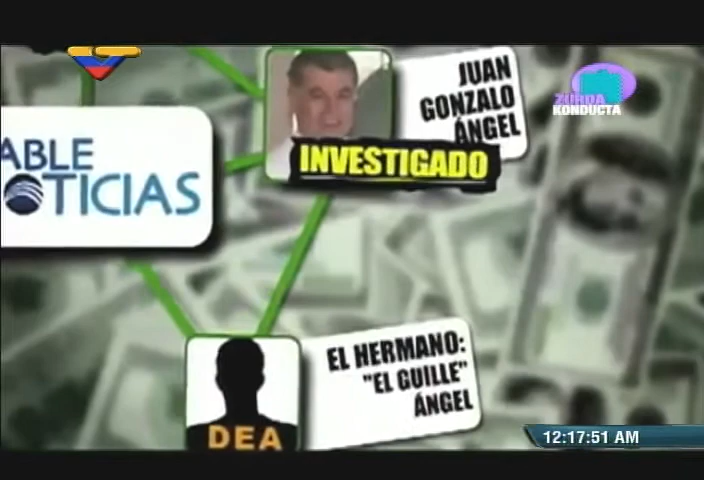 JUAN
GONZALO
ÁNGEL
ZURDA
KONDUCTA
INVESTIGADO
ABLE
OTICIAS
EL HERMANO:
"EL GUILLE"
ÁNGEL
DEA
12:17:51 AM